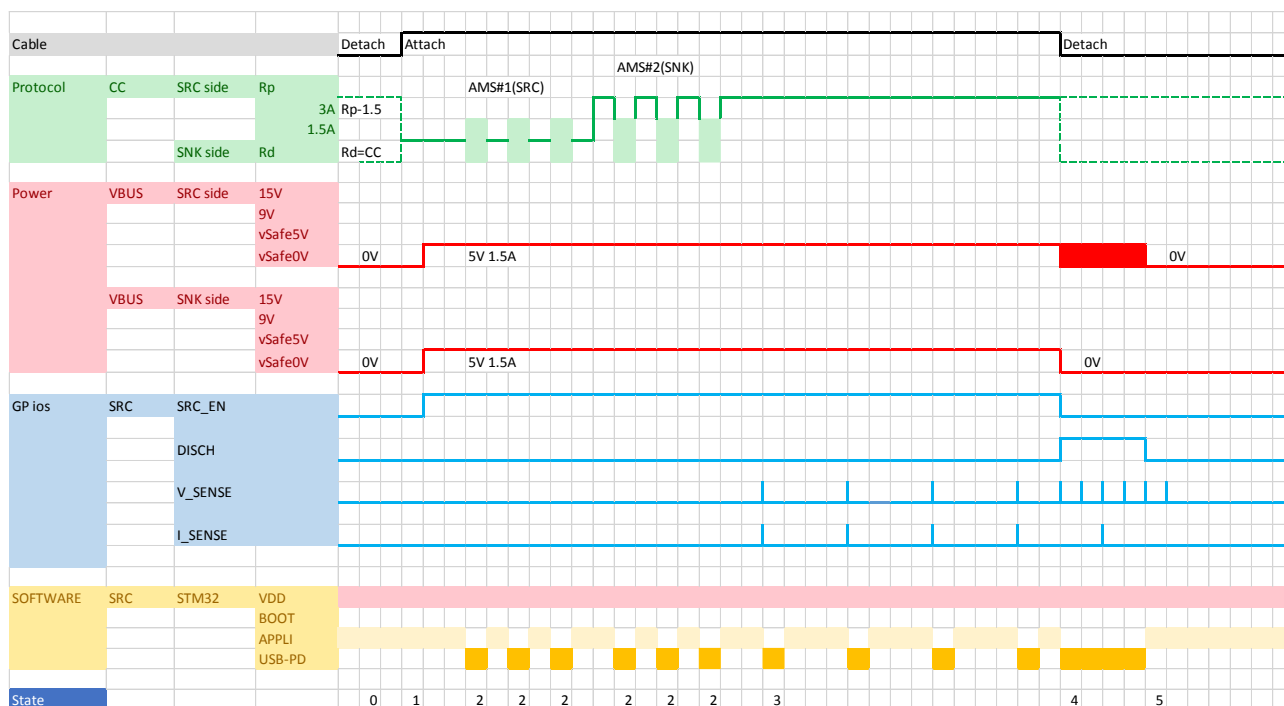 Cable Detach Attach Detach
AMS#2(SNK)
Protocol CC SRC side Rp AMS#1(SRC)
3A Rp-1.5
1.5A
SNK side Rd Rd=CC
Power VBUS SRC side 15V
9V
vSafe5V
vSafe0V 0V 5V 1.5A 0V
VBUS SNK side 15V
9V
vSafe5V
vSafe0V 0V 5V 1.5A 0V
GP ios SRC SRC_EN
DISCH
V_SENSE
I_SENSE
SOFTWARE SRC STM32 VDD
BOOT
APPLI
USB-PD
State 0 1 2 2 2 2 2 2 3 4 5